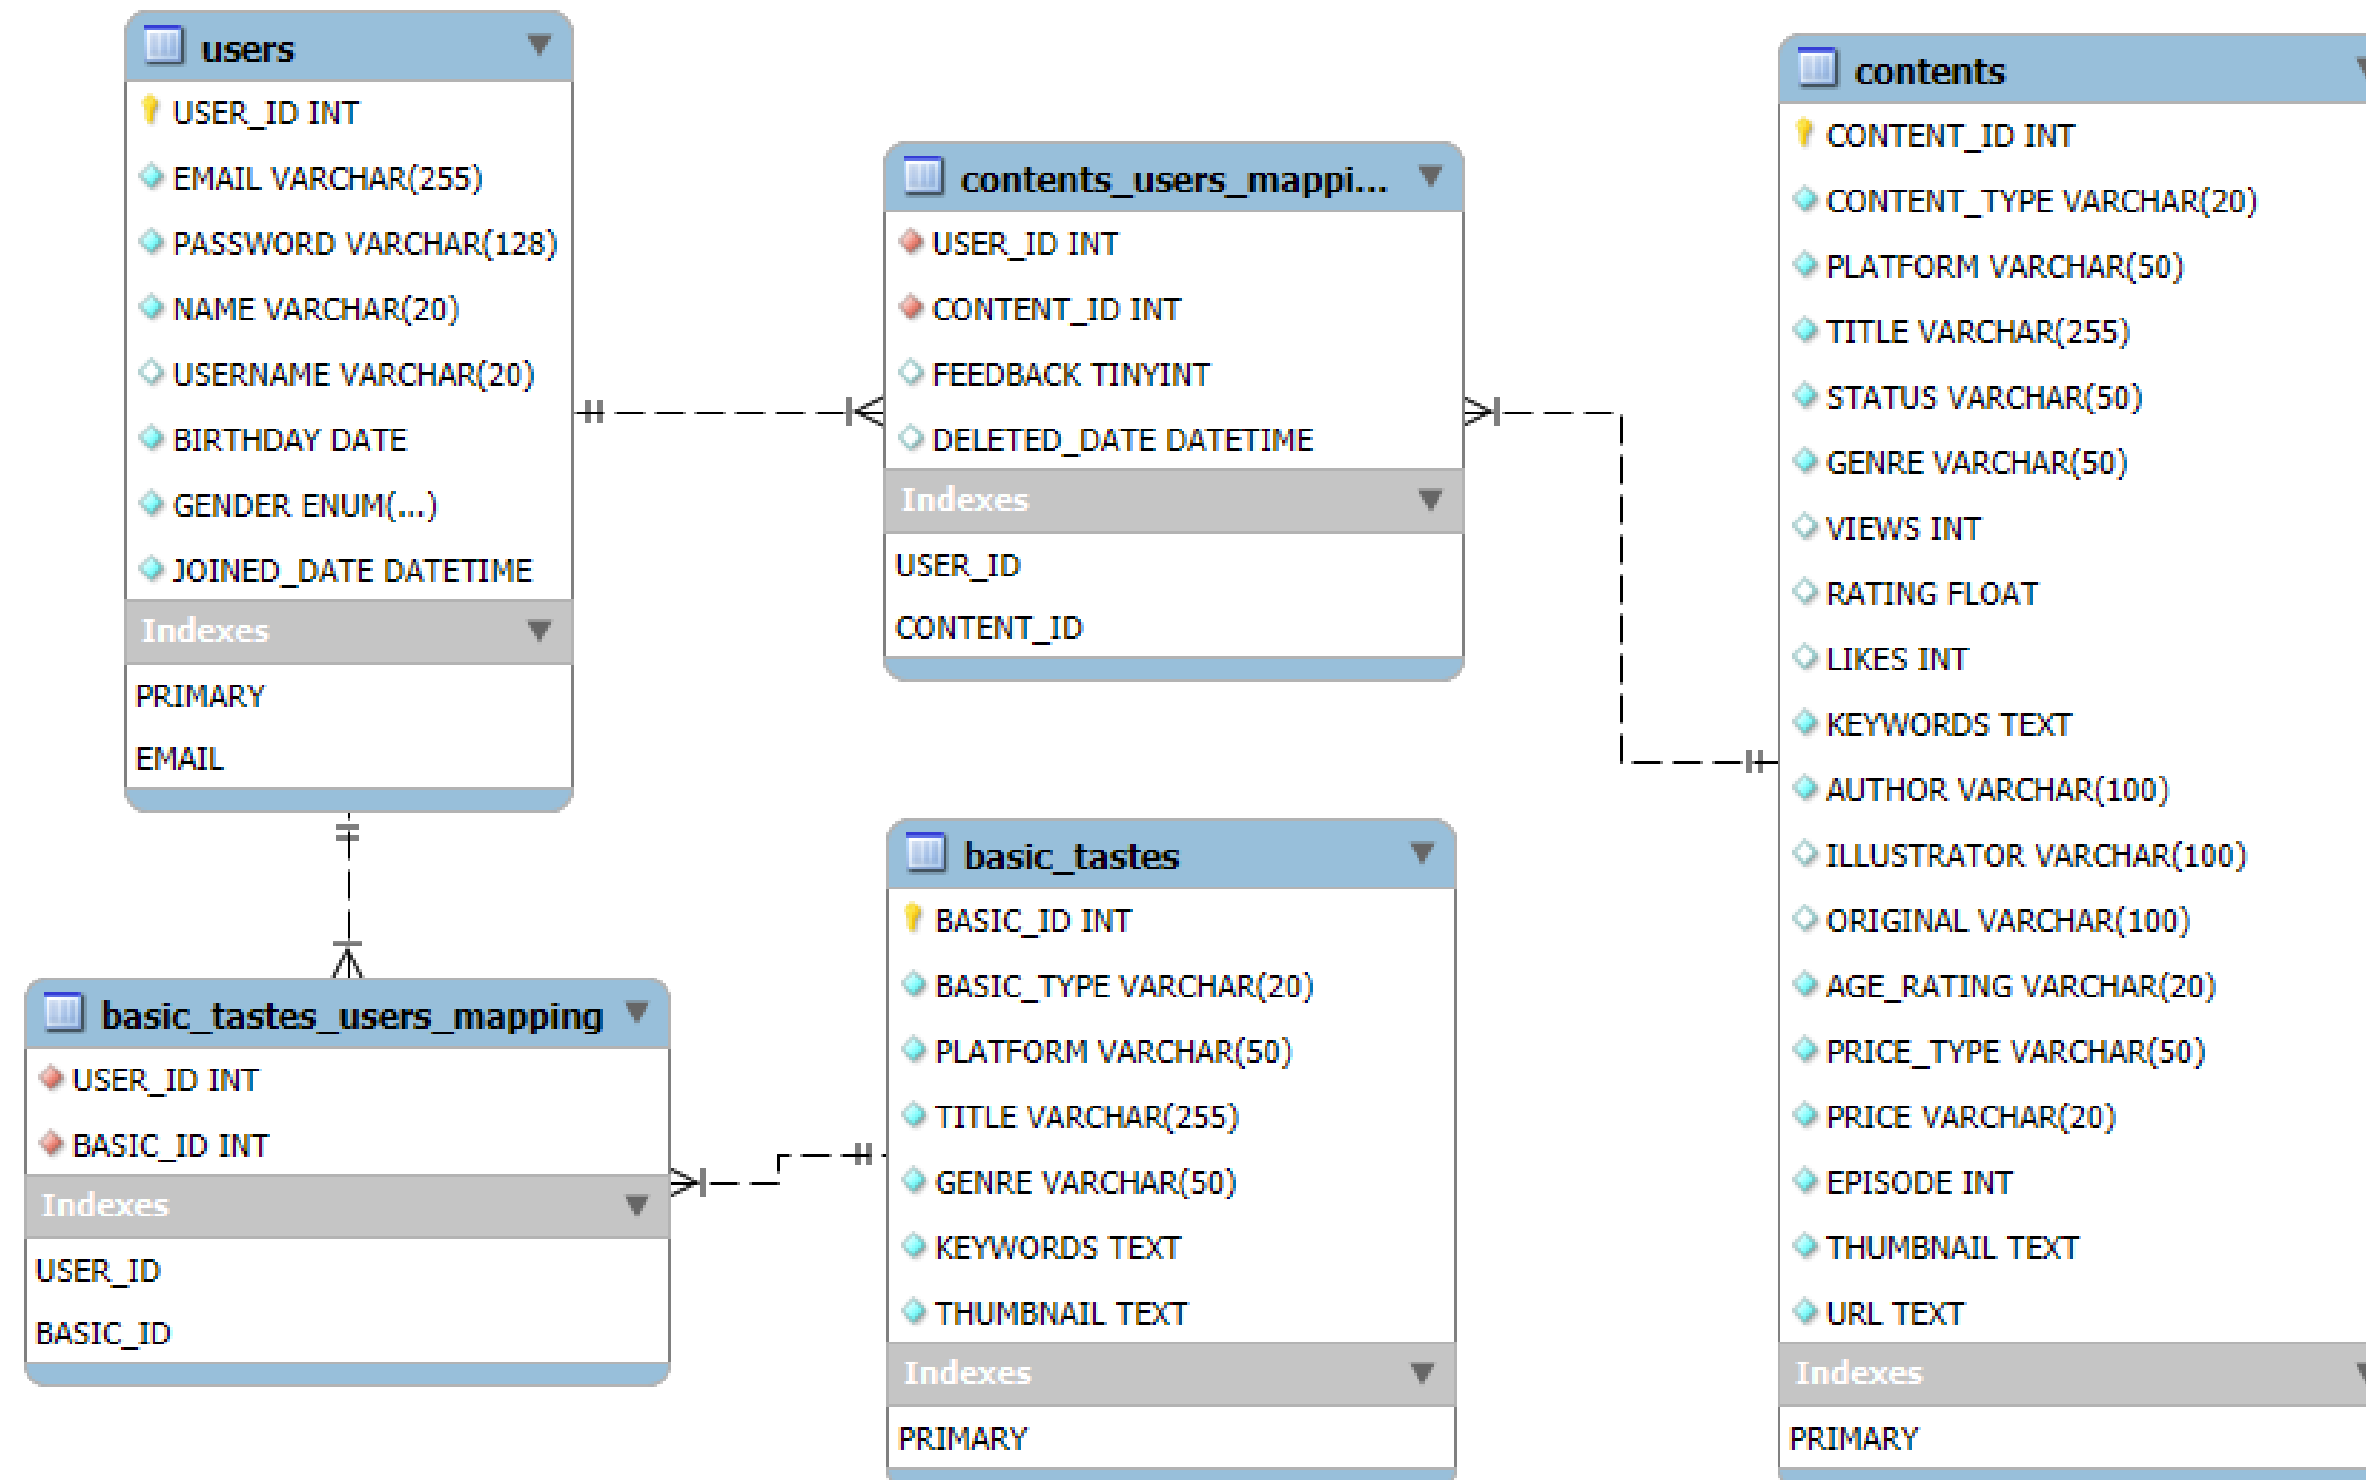 users
USER_ID INT
EMAIL VARCHAR(255)
PASSWORD VARCHAR(128)
NAME VARCHAR(20)
USERNAME VARCHAR(20)
BIRTHDAY DATE
GENDER ENUM(...)
JOINED_DATE DATETIME
Indexes
PRIMARY
EMAIL
contents_users_mappi...
USER_ID INT
CONTENT_ID INT
FEEDBACK TINYINT
DELETED_DATE DATETIME
Indexes
USER_ID
CONTENT_ID
contents
CONTENT_ID INT
CONTENT_TYPE VARCHAR(20)
PLATFORM VARCHAR(50)
TITLE VARCHAR(255)
STATUS VARCHAR(50)
GENRE VARCHAR(50)
VIEWS INT
RATING FLOAT
LIKES INT
KEYWORDS TEXT
AUTHOR VARCHAR(100)
ILLUSTRATOR VARCHAR(100)
ORIGINAL VARCHAR(100)
AGE_RATING VARCHAR(20)
PRICE_TYPE VARCHAR(50)
PRICE VARCHAR(20)
EPISODE INT
THUMBNAIL TEXT
URL TEXT
Indexes
PRIMARY
basic_tastes_users_mapping
USER_ID INT
BASIC_ID INT
Indexes
USER_ID
BASIC_ID
basic_tastes
BASIC_ID INT
BASIC_TYPE VARCHAR(20)
PLATFORM VARCHAR(50)
TITLE VARCHAR(255)
GENRE VARCHAR(50)
KEYWORDS TEXT
THUMBNAIL TEXT
Indexes
PRIMARY